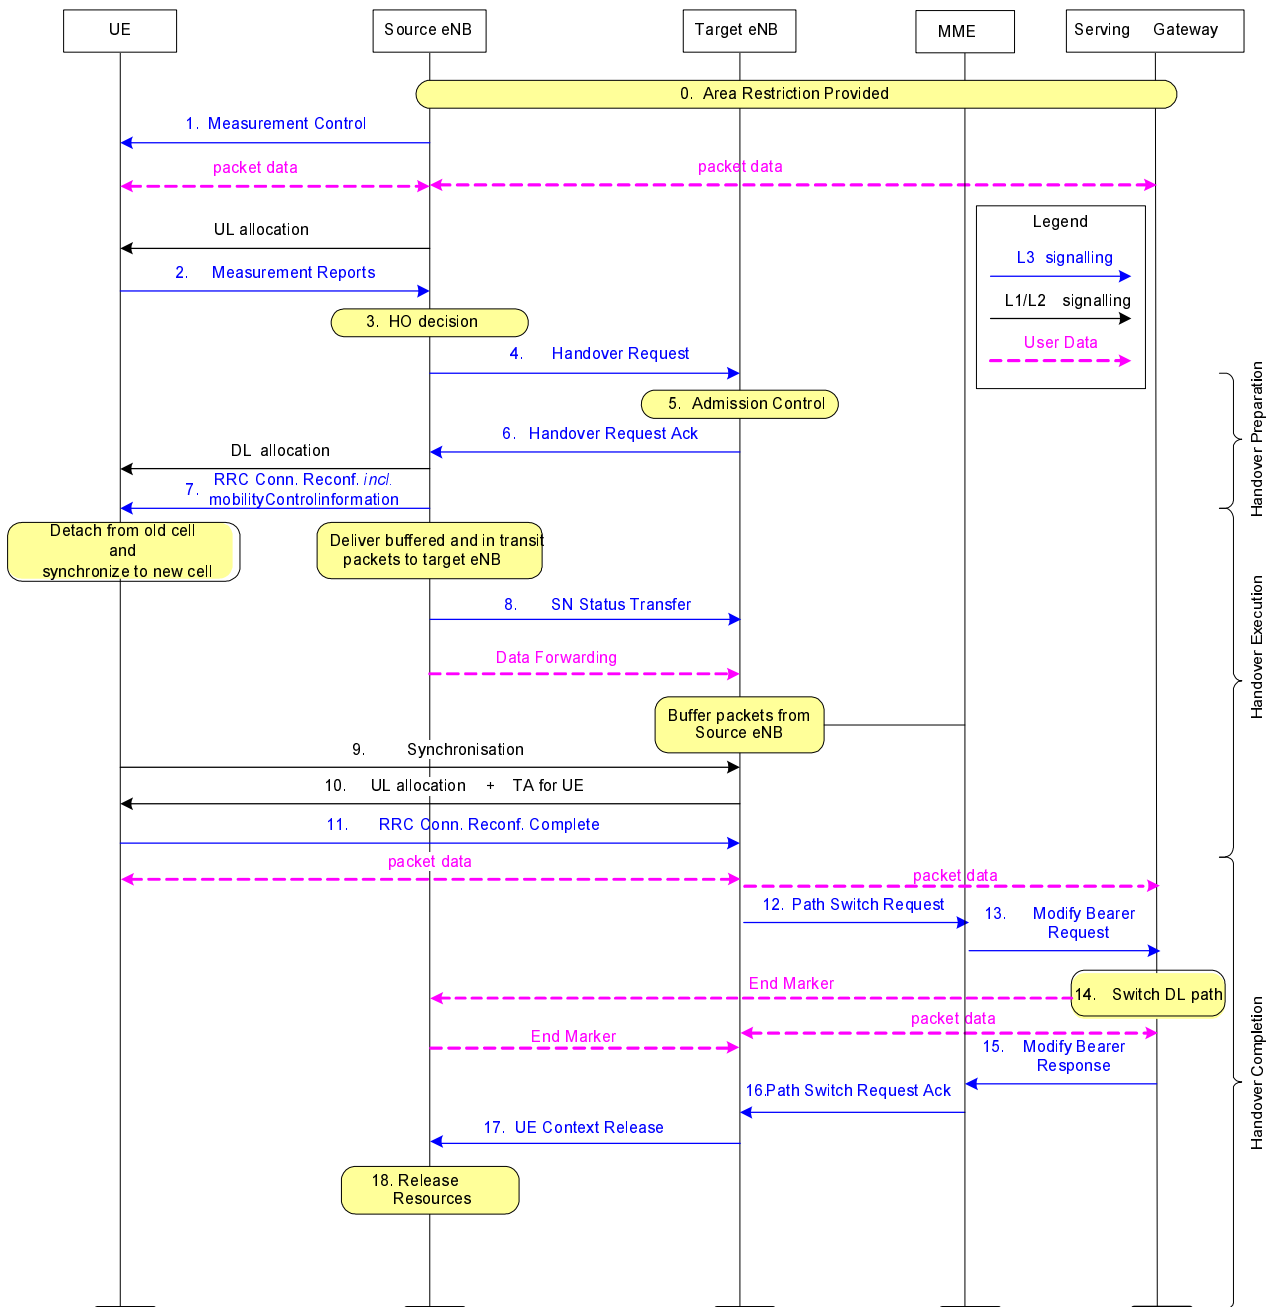 UE
Source eNB
Target eNB
MME
Serving Gateway
0. Area Restriction Provided
1. Measurement Control
packet data
packet data
UL allocation
Legend
L3 signalling
L1/L2 signalling
User Data
2. Measurement Reports
3. HO decision
4. Handover Request
5. Admission Control
6. Handover Request Ack
DL allocation
7. RRC Conn. Reconf. incl.
mobilityControlinformation
Handover Preparation
Detach from old cell
and
synchronize to new cell
Deliver buffered and in transit
packets to target eNB
8. SN Status Transfer
Data Forwarding
Buffer packets from
Source eNB
9. Synchronisation
10. UL allocation + TA for UE
11. RRC Conn. Reconf. Complete
Handover Execution
packet data
packet data
12. Path Switch Request
13. Modify Bearer
Request
End Marker
14. Switch DL path
packet data
End Marker
15. Modify Bearer
Response
16.Path Switch Request Ack
17. UE Context Release
18. Release
Resources
Handover Completion